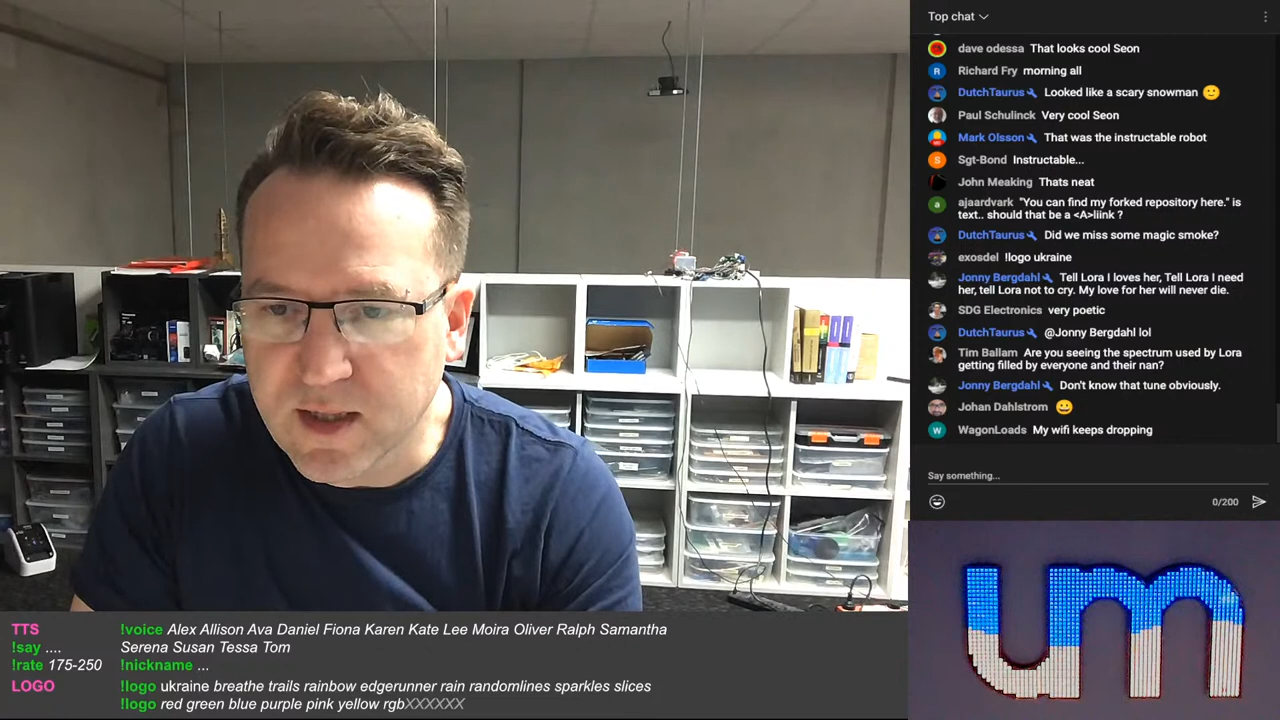 Top chat
dave odessa That looks cool Seon
Richard Fry morning all
DutchTaurus Looked like a scary snowman
Paul Schulinck Very cool Seon
Mark Olsson That was the instructable robot
Sgt-Bond Instructable...
John Meaking Thats neat
ajaardvark "You can find my forked repository here." is
text.. should that be a <A>liink ?
DutchTaurus Did we miss some magic smoke?
exosdel !logo ukraine
Jonny Bergdahl Tell Lora I loves her, Tell Lora I need
her, tell Lora not to cry. My love for her will never die.
SDG Electronics very poetic
DutchTaurus @Jonny Bergdahl lol
Tim Ballam Are you seeing the spectrum used by Lora
getting filled by everyone and their nan?
Jonny Bergdahl Don't know that tune obviously.
Johan Dahlstrom
WagonLoads My wifi keeps dropping
Say something...
0/200
um
TTS !voice Alex Allison Ava Daniel Fiona Karen Kate Lee Moira Oliver Ralph Samantha
!say .... Serena Susan Tessa Tom
!rate 175-250 !nickname ...
LOGO !logo ukraine breathe trails rainbow edgerunner rain randomlines sparkles slices
!logo red green blue purple pink yellow rgbXXXXXX